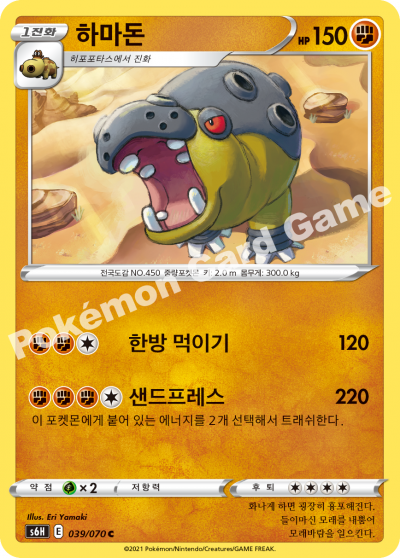 1진화
하마돈
HP 150
히포포타스에서 진화
전국도감 NO.450 중량포켓몬 키: 2.0 m 몸무게: 300.0 kg
Pokémon Card Game
한방 먹이기 120
샌드프레스 220
이 포켓몬에게 붙어 있는 에너지를 2개 선택해서 트래쉬한다.
약점 ×2 저항력 후퇴
화나게 하면 굉장히 흉포해진다.
들이마신 모래를 내뿜어
모래바람을 일으킨다.
Illus. Eri Yamaki
s6H E 039/070 C
©2021 Pokémon/Nintendo/Creatures/GAME FREAK.